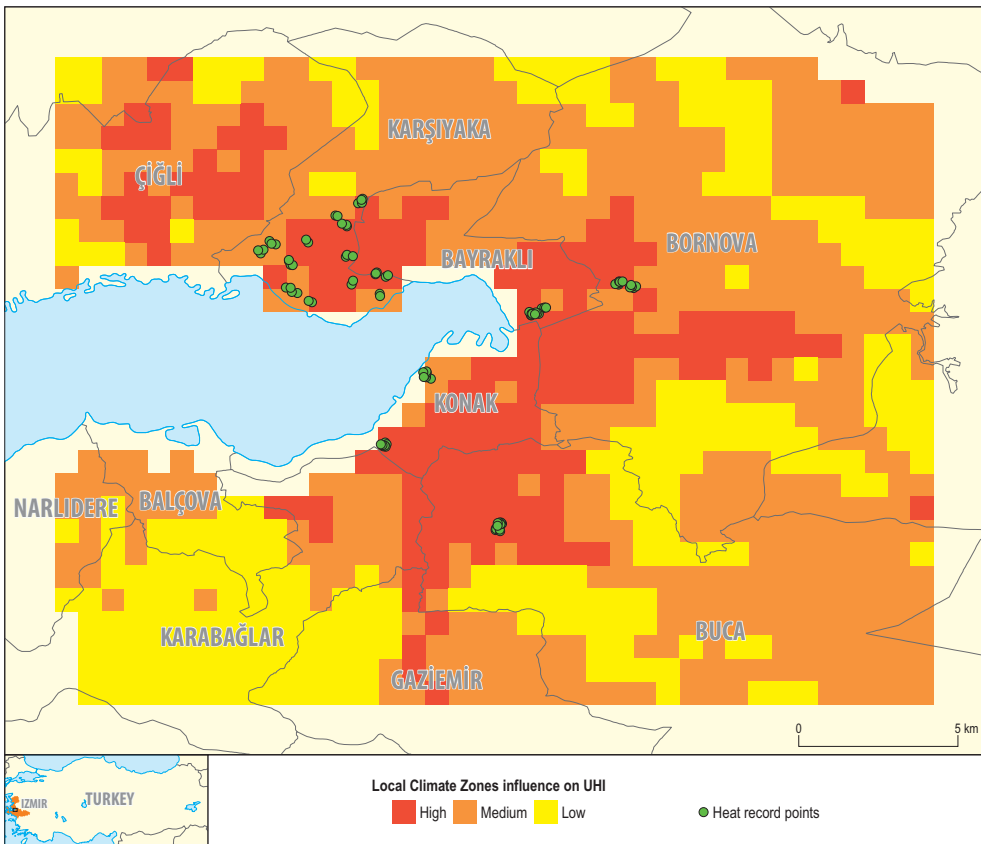 KARŞIYAKA
ÇİĞLİ
BORNOVA
BAYRAKLI
KONAK
NARLIDERE
BALÇOVA
KARABAĞLAR
BUCA
GAZİEMİR
0 5 km
IZMIR
TURKEY
Local Climate Zones influence on UHI
High Medium Low Heat record points